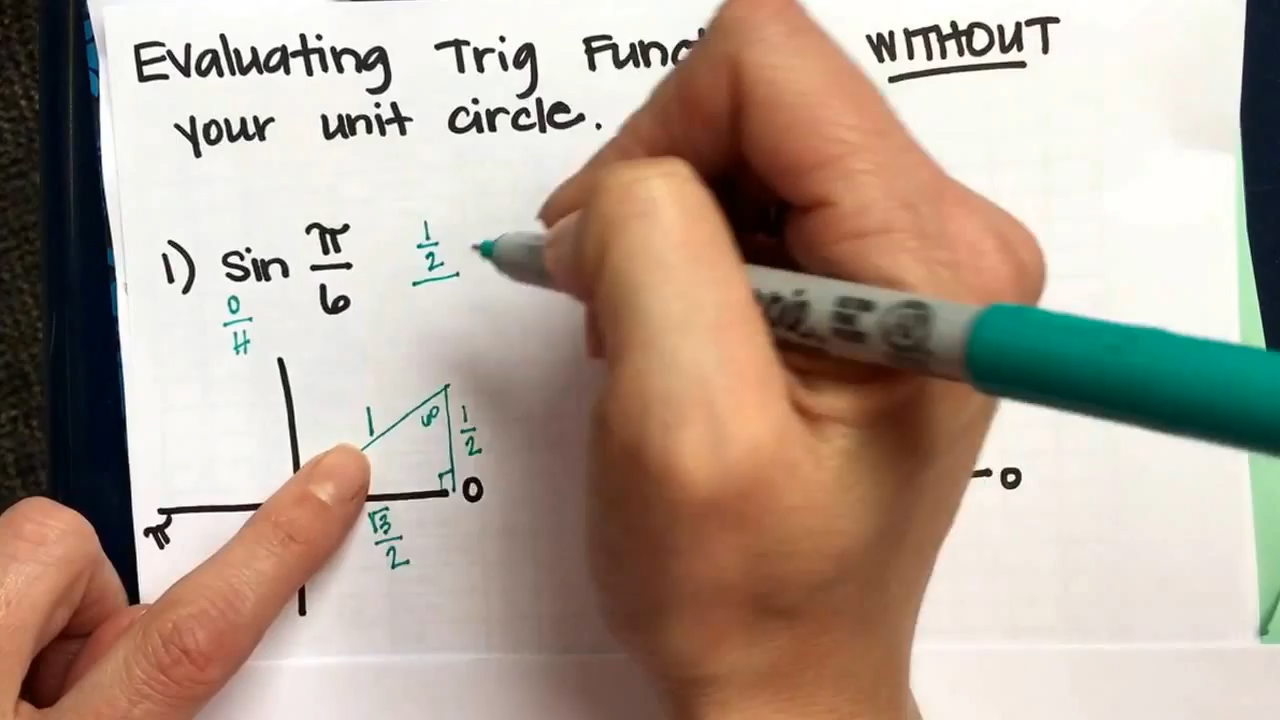 Evaluating Trig Func WITHOUT
your unit circle.
1) sin π/6 1/2
O/H
1
60
1/2
π
0
√3/2
0